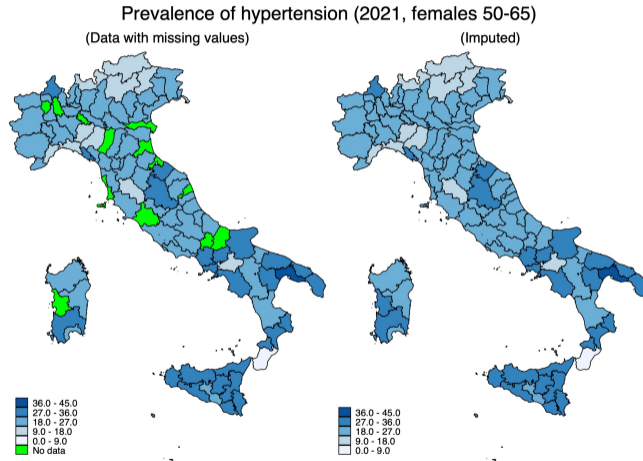 Prevalence of hypertension (2021, females 50-65)
(Data with missing values)
(Imputed)
36.0 - 45.0
27.0 - 36.0
18.0 - 27.0
9.0 - 18.0
0.0 - 9.0
No data
36.0 - 45.0
27.0 - 36.0
18.0 - 27.0
9.0 - 18.0
0.0 - 9.0